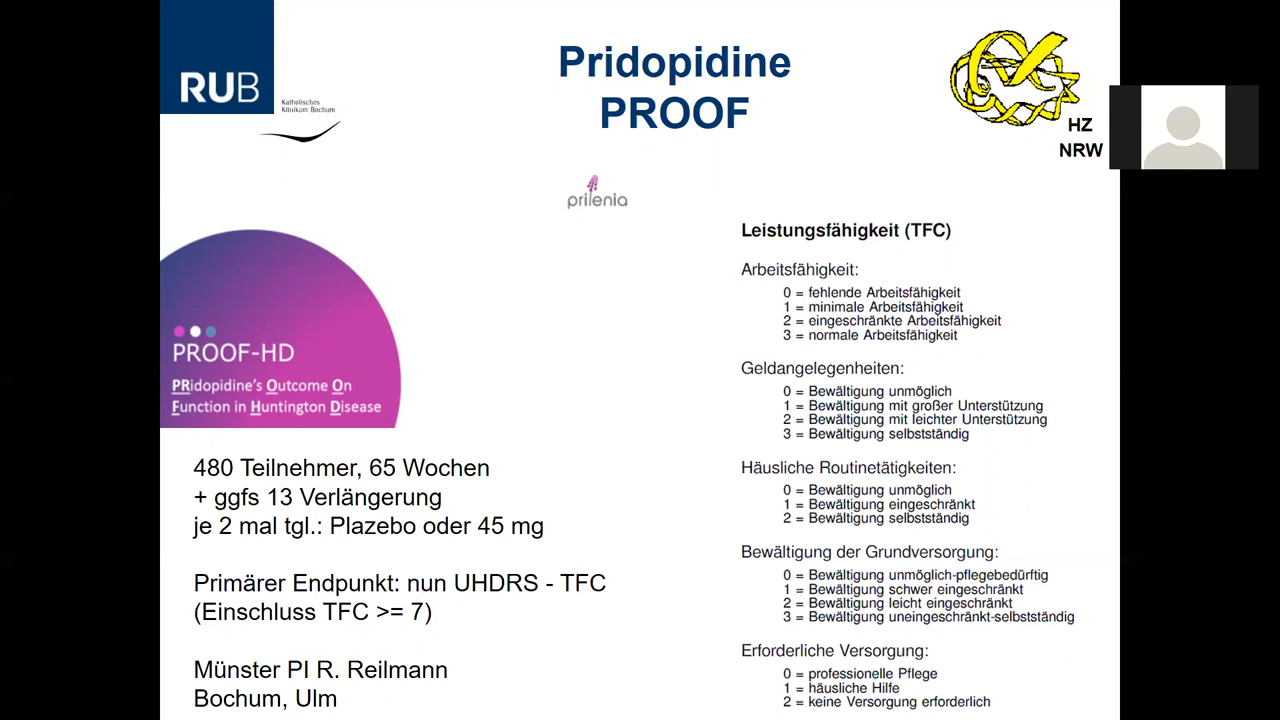 RUB
Katholisches
Klinikum Bochum
Pridopidine
PROOF
HZ
NRW
prilenia
PROOF-HD
PRidopidine's Outcome On
Function in Huntington Disease
480 Teilnehmer, 65 Wochen
+ ggfs 13 Verlängerung
je 2 mal tgl.: Plazebo oder 45 mg
Primärer Endpunkt: nun UHDRS - TFC
(Einschluss TFC >= 7)
Münster PI R. Reilmann
Bochum, Ulm
Leistungsfähigkeit (TFC)
Arbeitsfähigkeit:
0 = fehlende Arbeitsfähigkeit
1 = minimale Arbeitsfähigkeit
2 = eingeschränkte Arbeitsfähigkeit
3 = normale Arbeitsfähigkeit
Geldangelegenheiten:
0 = Bewältigung unmöglich
1 = Bewältigung mit großer Unterstützung
2 = Bewältigung mit leichter Unterstützung
3 = Bewältigung selbstständig
Häusliche Routinetätigkeiten:
0 = Bewältigung unmöglich
1 = Bewältigung eingeschränkt
2 = Bewältigung selbstständig
Bewältigung der Grundversorgung:
0 = Bewältigung unmöglich-pflegebedürftig
1 = Bewältigung schwer eingeschränkt
2 = Bewältigung leicht eingeschränkt
3 = Bewältigung uneingeschränkt-selbstständig
Erforderliche Versorgung:
0 = professionelle Pflege
1 = häusliche Hilfe
2 = keine Versorgung erforderlich